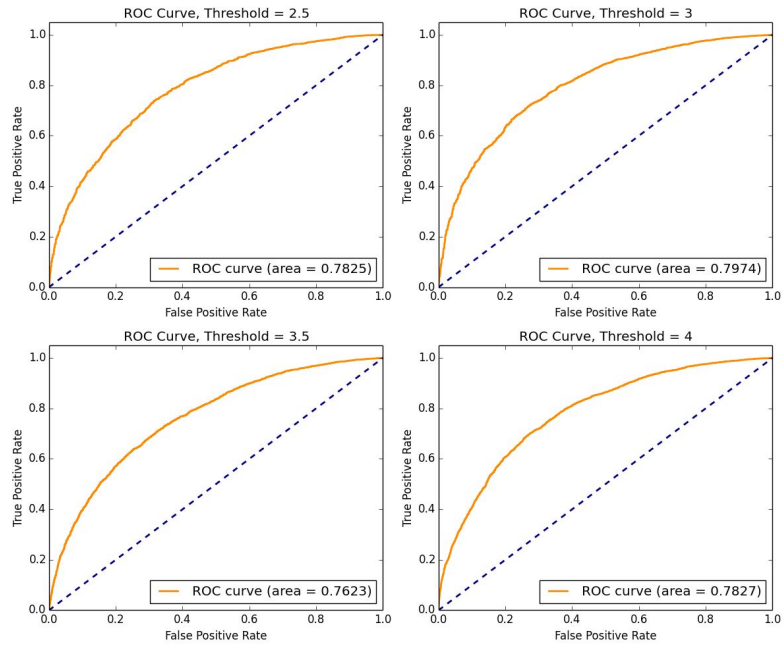 ROC Curve, Threshold = 2.5
1.0
0.8
0.6
0.4
0.2
0.0
True Positive Rate
ROC curve (area = 0.7825)
0.0 0.2 0.4 0.6 0.8 1.0
False Positive Rate
ROC Curve, Threshold = 3
1.0
0.8
0.6
0.4
0.2
0.0
True Positive Rate
ROC curve (area = 0.7974)
0.0 0.2 0.4 0.6 0.8 1.0
False Positive Rate
ROC Curve, Threshold = 3.5
1.0
0.8
0.6
0.4
0.2
0.0
True Positive Rate
ROC curve (area = 0.7623)
0.0 0.2 0.4 0.6 0.8 1.0
False Positive Rate
ROC Curve, Threshold = 4
1.0
0.8
0.6
0.4
0.2
0.0
True Positive Rate
ROC curve (area = 0.7827)
0.0 0.2 0.4 0.6 0.8 1.0
False Positive Rate